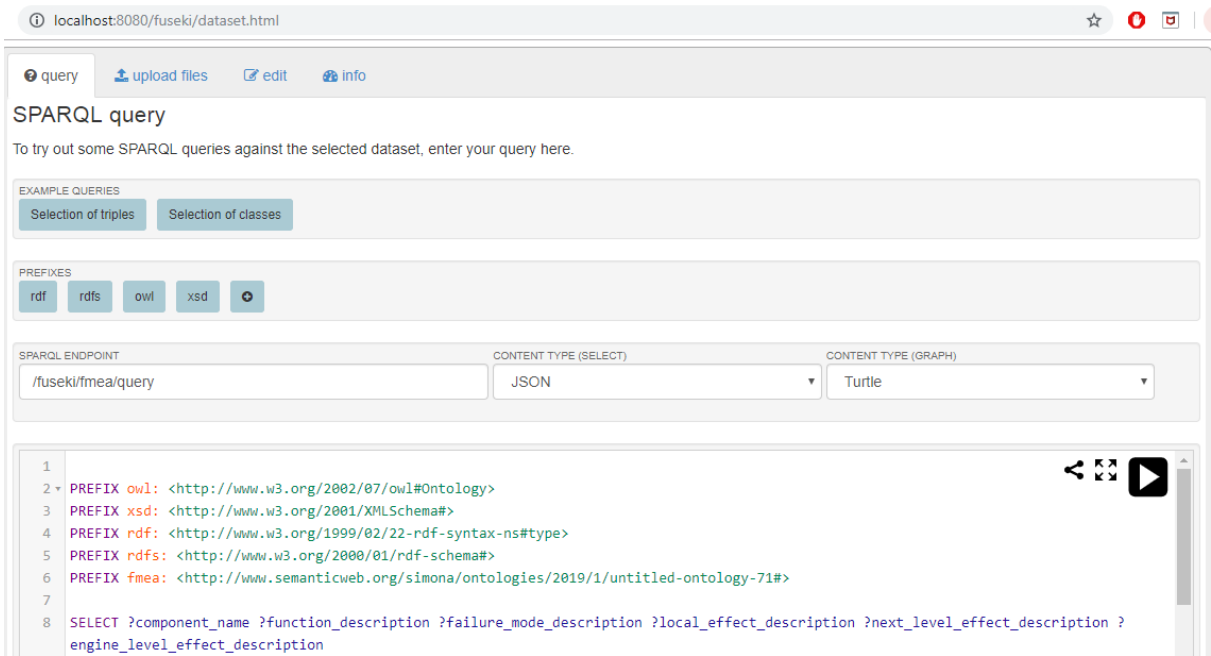 localhost:8080/fuseki/dataset.html
query upload files edit info
SPARQL query
To try out some SPARQL queries against the selected dataset, enter your query here.
EXAMPLE QUERIES
Selection of triples Selection of classes
PREFIXES
rdf rdfs owl xsd
SPARQL ENDPOINT CONTENT TYPE (SELECT) CONTENT TYPE (GRAPH)
/fuseki/fmea/query JSON Turtle
1
2 PREFIX owl: <http://www.w3.org/2002/07/owl#Ontology>
3 PREFIX xsd: <http://www.w3.org/2001/XMLSchema#>
4 PREFIX rdf: <http://www.w3.org/1999/02/22-rdf-syntax-ns#type>
5 PREFIX rdfs: <http://www.w3.org/2000/01/rdf-schema#>
6 PREFIX fmea: <http://www.semanticweb.org/simona/ontologies/2019/1/untitled-ontology-71#>
7
8 SELECT ?component_name ?function_description ?failure_mode_description ?local_effect_description ?next_level_effect_description ?
engine_level_effect_description